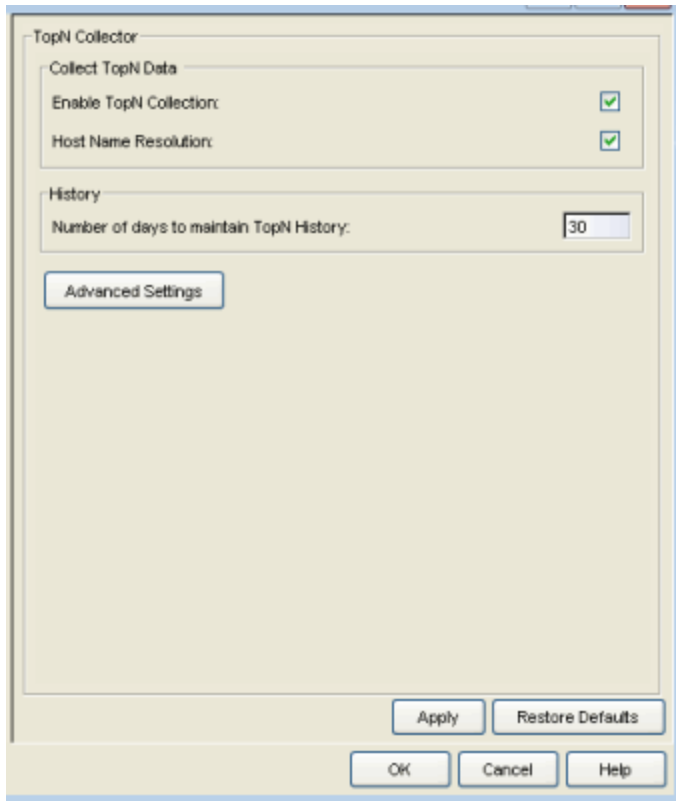 TopN Collector
Collect TopN Data
Enable TopN Collection:
Host Name Resolution:
History
Number of days to maintain TopN History:
30
Advanced Settings
Apply
Restore Defaults
OK
Cancel
Help